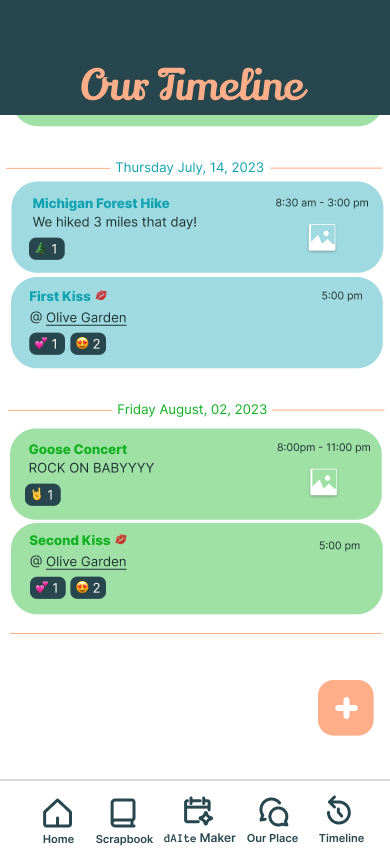 Our Timeline
Thursday July, 14, 2023
Michigan Forest Hike
8:30 am - 3:00 pm
We hiked 3 miles that day!
1
First Kiss 💋
5:00 pm
@ Olive Garden
💕 1 😍 2
Friday August, 02, 2023
Goose Concert
8:00pm - 11:00 pm
ROCK ON BABYYYY
🤘 1
Second Kiss 💋
5:00 pm
@ Olive Garden
💕 1 😍 2
Home Scrapbook dAIte Maker Our Place Timeline